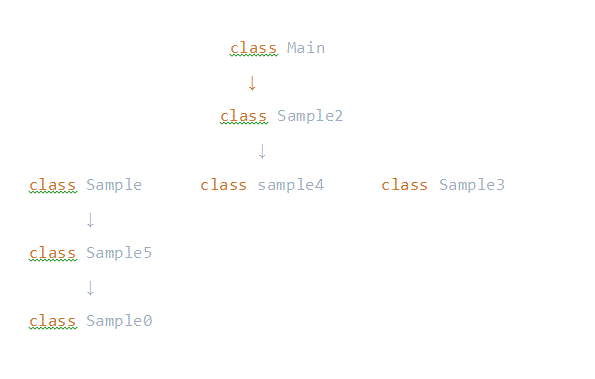 class Main
↓
class Sample2
↓
class Sample class sample4 class Sample3
↓
class Sample5
↓
class Sample0